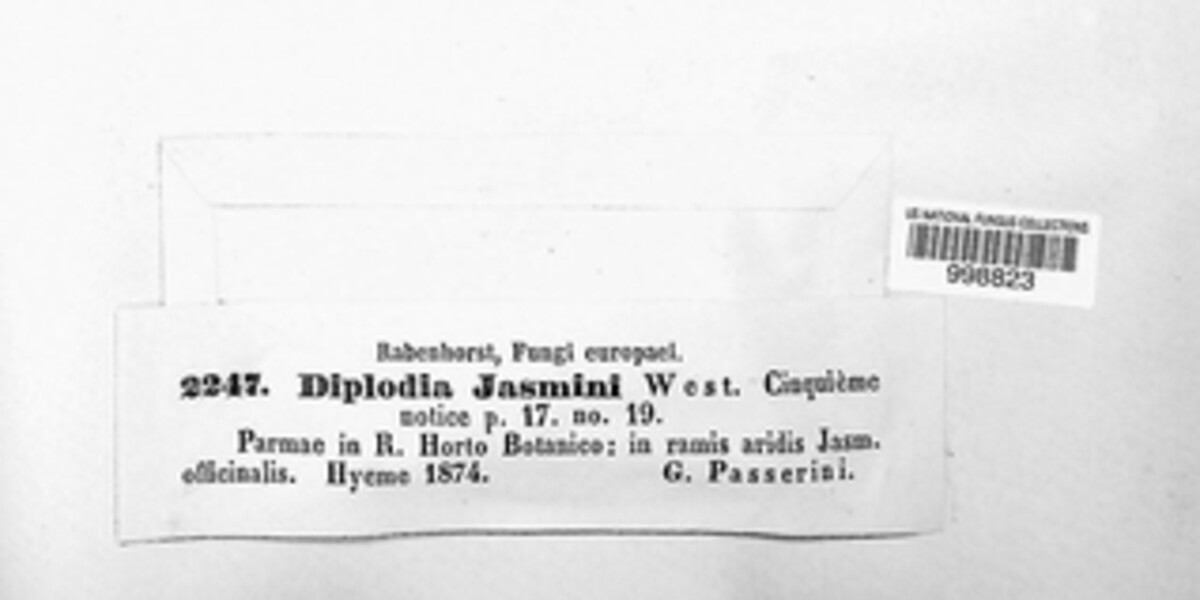 US NATIONAL FUNGUS COLLECTIONS
998823
Rabenhorst, Fungi europaei.
2247. Diplodia Jasmini West. Cinquième
notice p. 17. no. 19.
Parmae in R. Horto Botanico; in ramis aridis Jasm.
officinalis. Hyeme 1874. G. Passerini.